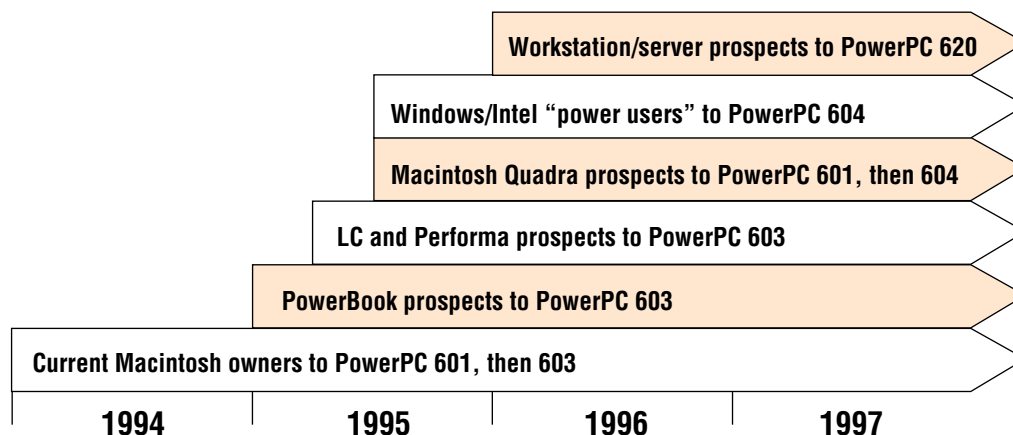 Workstation/server prospects to PowerPC 620
Windows/Intel “power users” to PowerPC 604
Macintosh Quadra prospects to PowerPC 601, then 604
LC and Performa prospects to PowerPC 603
PowerBook prospects to PowerPC 603
Current Macintosh owners to PowerPC 601, then 603
1994 1995 1996 1997